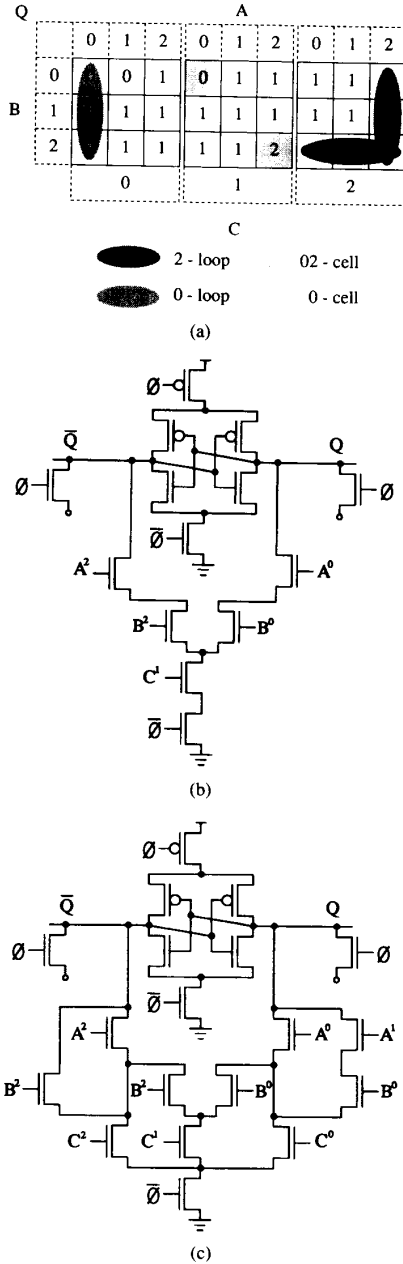 Q A
0 1 2 0 1 2 0 1 2
0 0 1 0 1 1 1 1
B 1 1 1 1 1 1 1 1
2 1 1 1 1 2
0 1 2
C
2 - loop 02 - cell
0 - loop 0 - cell
(a)
Ø
Q̅ Q
Ø Ø
Ø̅
A² A⁰
B² B⁰
C¹
Ø̅
(b)
Ø
Q̅ Q
Ø Ø
Ø̅
A² A⁰ A¹
B² B² B⁰ B⁰
C² C¹ C⁰
Ø̅
(c)